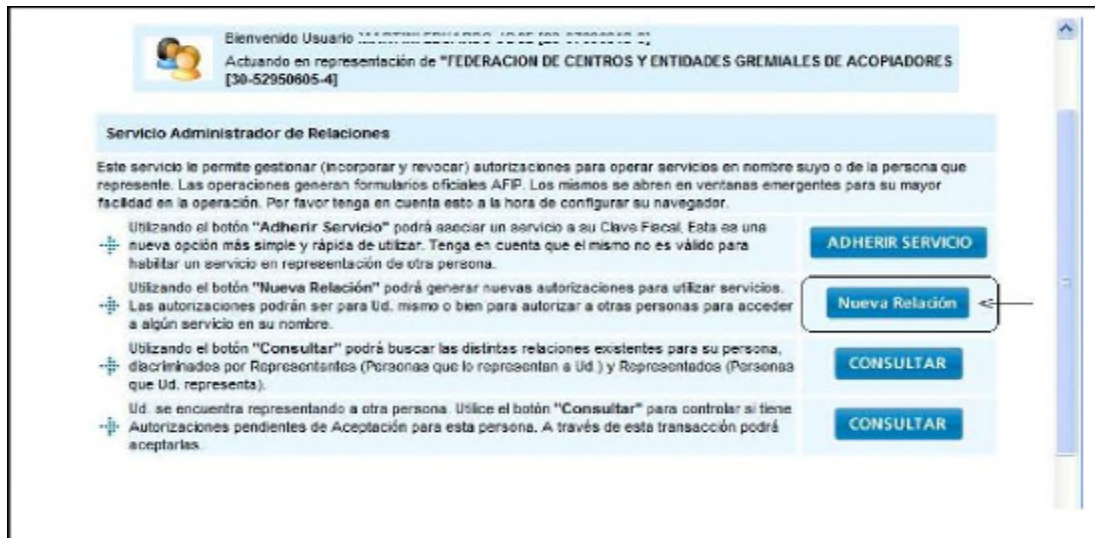 Bienvenido Usuario
Actuando en representación de "FEDERACION DE CENTROS Y ENTIDADES GREMIALES DE ACOPIADORES
[30-52950605-4]
Servicio Administrador de Relaciones
Este servicio le permite gestionar (incorporar y revocar) autorizaciones para operar servicios en nombre suyo o de la persona que
represente. Las operaciones generan formularios oficiales AFIP. Los mismos se abren en ventanas emergentes para su mayor
facilidad en la operación. Por favor tenga en cuenta esto a la hora de configurar su navegador.
Utilizando el botón "Adherir Servicio" podrá asociar un servicio a su Clave Fiscal. Esta es una
nueva opción más simple y rápida de utilizar. Tenga en cuenta que el mismo no es válido para
habilitar un servicio en representación de otra persona.
ADHERIR SERVICIO
Utilizando el botón "Nueva Relación" podrá generar nuevas autorizaciones para utilizar servicios.
Las autorizaciones podrán ser para Ud. mismo o bien para autorizar a otras personas para acceder
a algún servicio en su nombre.
Nueva Relación
Utilizando el botón "Consultar" podrá buscar las distintas relaciones existentes para su persona,
discriminados por Representantes (Personas que lo representan a Ud.) y Representados (Personas
que Ud. representa).
CONSULTAR
Ud. se encuentra representando a otra persona. Utilice el botón "Consultar" para controlar si tiene
Autorizaciones pendientes de Aceptación para esta persona. A través de esta transacción podrá
aceptarlas.
CONSULTAR